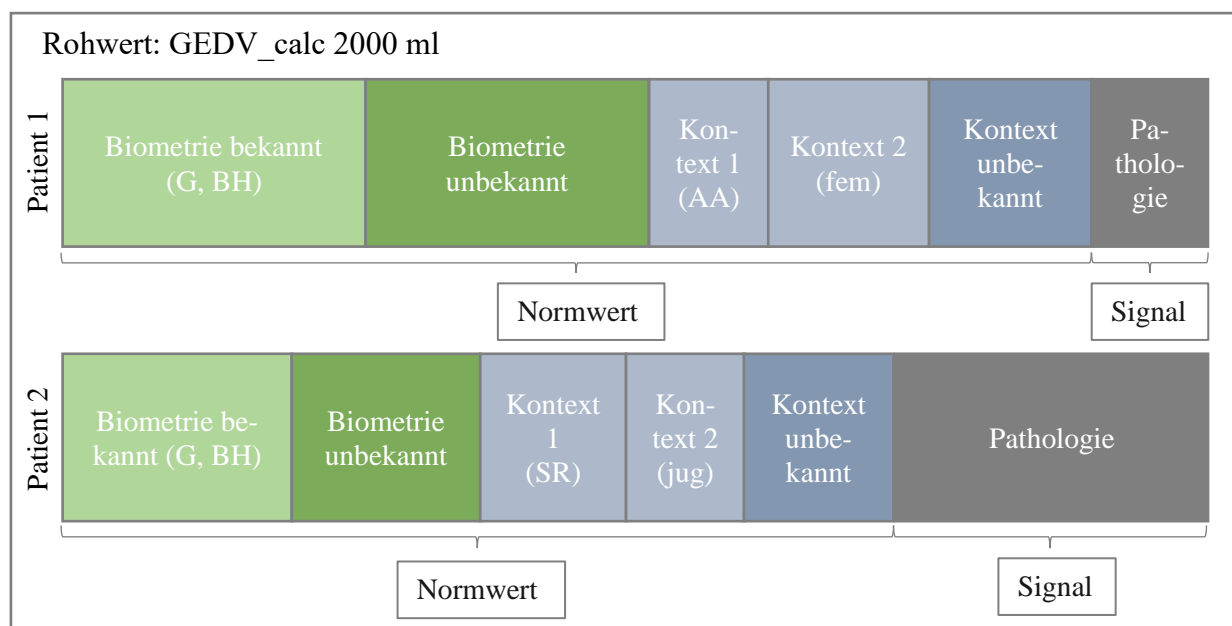 Rohwert: GEDV_calc 2000 ml
Patient 1
Biometrie bekannt
(G, BH)
Biometrie
unbekannt
Kon-
text 1
(AA)
Kontext 2
(fem)
Kontext
unbe-
kannt
Pa-
tholo-
gie
Normwert
Signal
Patient 2
Biometrie be-
kannt (G, BH)
Biometrie
unbekannt
Kontext
1
(SR)
Kon-
text 2
(jug)
Kontext
unbe-
kannt
Pathologie
Normwert
Signal